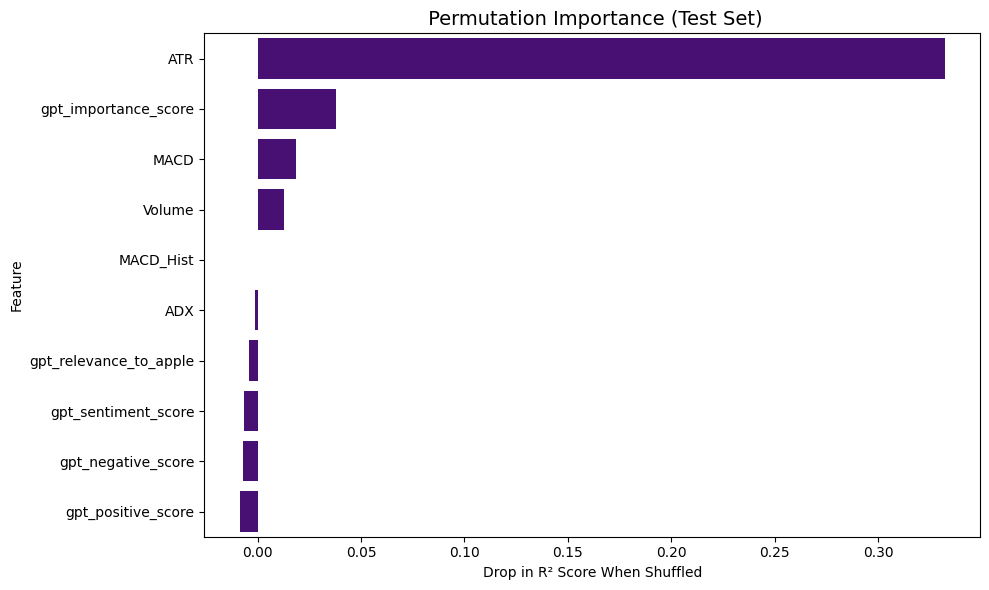 Permutation Importance (Test Set)
ATR
gpt_importance_score
MACD
Volume
MACD_Hist
ADX
gpt_relevance_to_apple
gpt_sentiment_score
gpt_negative_score
gpt_positive_score
Feature
0.00 0.05 0.10 0.15 0.20 0.25 0.30
Drop in R² Score When Shuffled